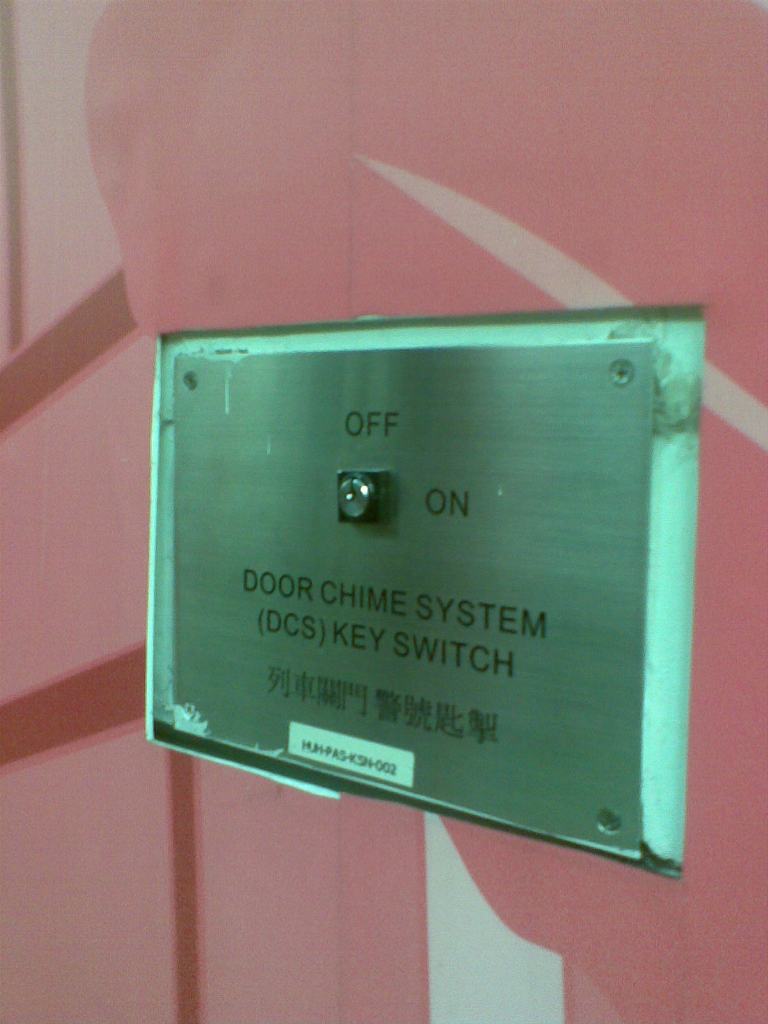 OFF
ON
DOOR CHIME SYSTEM
(DCS) KEY SWITCH
列車關門 警號匙掣
HUH-PAS-KSN-002